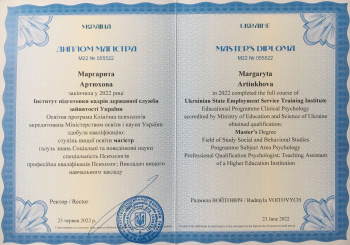 УКРАЇНА
ДИПЛОМ МАГІСТРА
М22 № 055522
Маргарита
Артюхова
закінчила у 2022 році
Інститут підготовки кадрів державної служби
зайнятості України
Освітня програма Клінічна психологія
акредитована Міністерством освіти і науки України
здобула кваліфікацію:
ступінь вищої освіти магістр
галузь знань Соціальні та поведінкові науки
спеціальність Психологія
професійна кваліфікація Психолог; Викладач вищого
навчального закладу
Ректор / Rector
23 червня 2022 р.
UKRAINE
MASTER'S DIPLOMA
M22 № 055522
Margaryta
Artiukhova
in 2022 completed the full course of
Ukrainian State Employment Service Training Institute
Educational Programme Clinical Psychology
accredited by Ministry of Education and Science of Ukraine
obtained qualification:
Master's Degree
Field of Study Social and Behavioral Studies
Programme Subject Area Psychology
Professional Qualification Psychologist; Teaching Assistant
of a Higher Education Institution
Радмила ВОЙТОВИЧ / Radmyla VOITOVYCH
23 June 2022